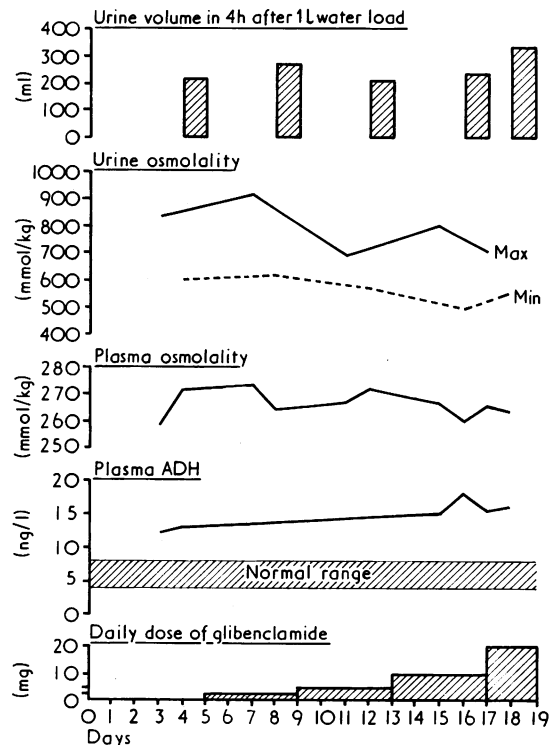 Urine volume in 4h after 1L water load
400
300
200
100
0
(ml)
Urine osmolality
1000
900
800
700
600
500
400
(mmol/kg)
Max
Min
Plasma osmolality
280
270
260
250
(mmol/kg)
Plasma ADH
20
15
10
5
0
(ng/l)
Normal range
Daily dose of glibenclamide
20
10
0
(mg)
0 1 2 3 4 5 6 7 8 9 10 11 12 13 14 15 16 17 18 19
Days